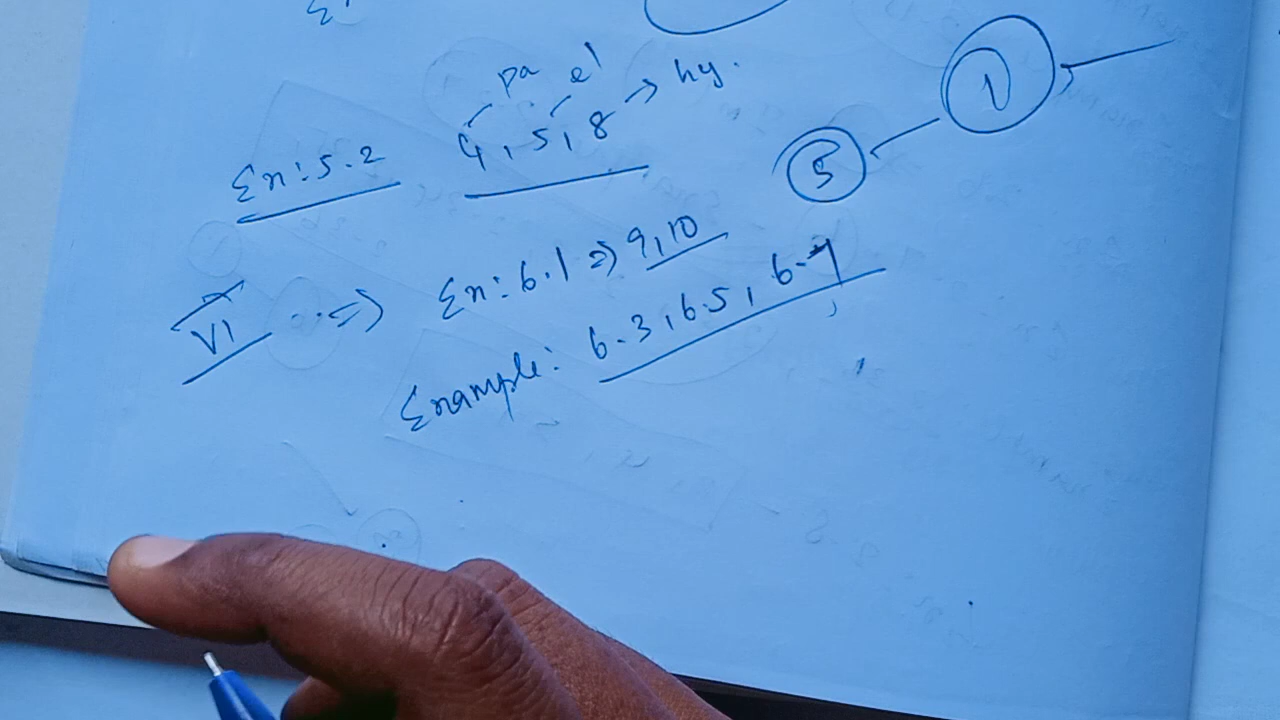 pa el
Ex: 5.2 4, 5, 8 → hy.
5 1
VI ⇒ Ex: 6.1 ⇒ 9, 10
Example: 6.3, 6.5, 6.7